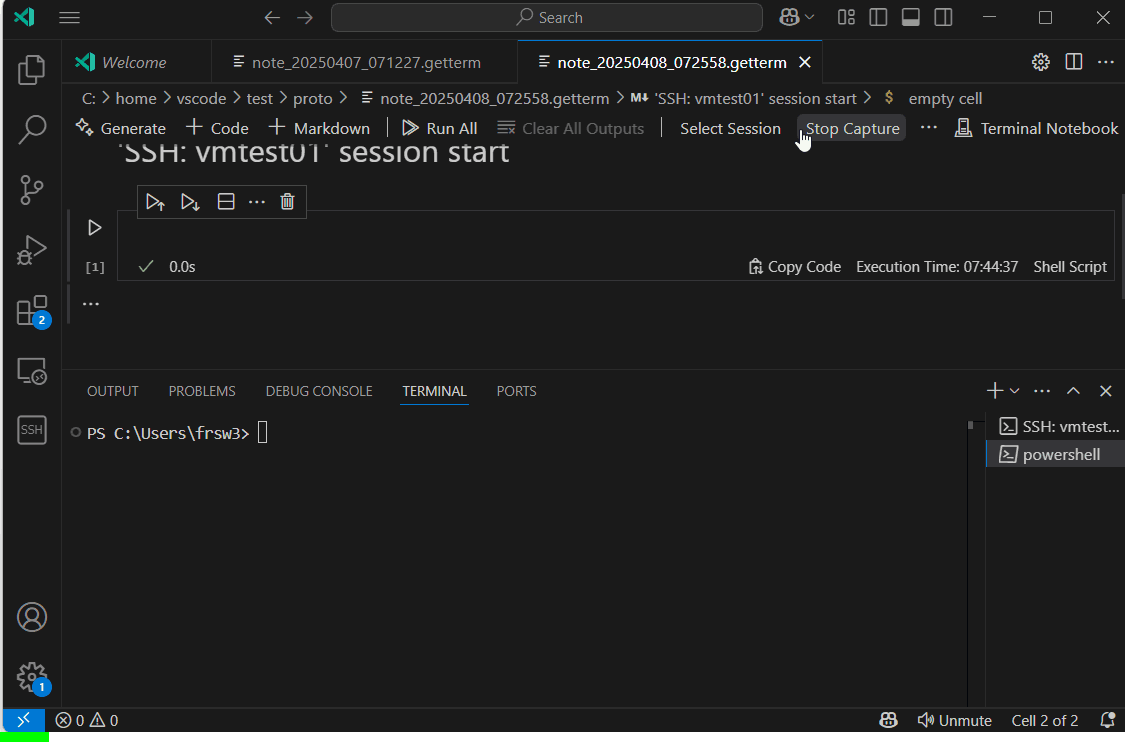 Search
Welcome
note_20250407_071227.getterm
note_20250408_072558.getterm
C: > home > vscode > test > proto > note_20250408_072558.getterm > M↓ 'SSH: vmtest01' session start > $ empty cell
Generate + Code + Markdown Run All Clear All Outputs Select Session Stop Capture ... Terminal Notebook
'SSH: vmtest01' session start
...
[1] 0.0s Copy Code Execution Time: 07:44:37 Shell Script
...
2
SSH
OUTPUT PROBLEMS DEBUG CONSOLE TERMINAL PORTS
PS C:\Users\frsw3>
SSH: vmtest...
powershell
1
0 0 Unmute Cell 2 of 2